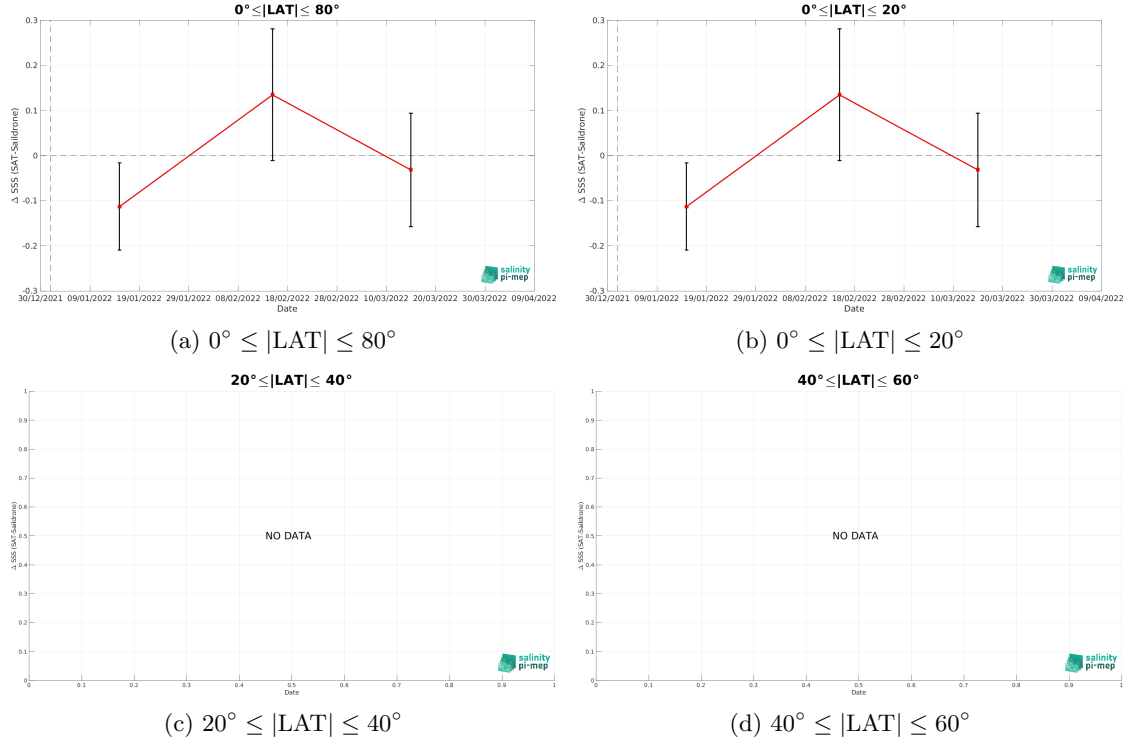 0°≤|LAT|≤ 80°
0.3
0.2
0.1
0
-0.1
-0.2
-0.3
Δ SSS (SAT-Saildrone)
30/12/2021 09/01/2022 19/01/2022 29/01/2022 08/02/2022 18/02/2022 28/02/2022 10/03/2022 20/03/2022 30/03/2022 09/04/2022
Date
salinity
pi-mep
(a) 0° ≤ |LAT| ≤ 80°
0°≤|LAT|≤ 20°
0.3
0.2
0.1
0
-0.1
-0.2
-0.3
Δ SSS (SAT-Saildrone)
30/12/2021 09/01/2022 19/01/2022 29/01/2022 08/02/2022 18/02/2022 28/02/2022 10/03/2022 20/03/2022 30/03/2022 09/04/2022
Date
salinity
pi-mep
(b) 0° ≤ |LAT| ≤ 20°
20°≤|LAT|≤ 40°
1
0.9
0.8
0.7
0.6
0.5
0.4
0.3
0.2
0.1
0
Δ SSS (SAT-Saildrone)
NO DATA
0 0.1 0.2 0.3 0.4 0.5 0.6 0.7 0.8 0.9 1
Date
salinity
pi-mep
(c) 20° ≤ |LAT| ≤ 40°
40°≤|LAT|≤ 60°
1
0.9
0.8
0.7
0.6
0.5
0.4
0.3
0.2
0.1
0
Δ SSS (SAT-Saildrone)
NO DATA
0 0.1 0.2 0.3 0.4 0.5 0.6 0.7 0.8 0.9 1
Date
salinity
pi-mep
(d) 40° ≤ |LAT| ≤ 60°